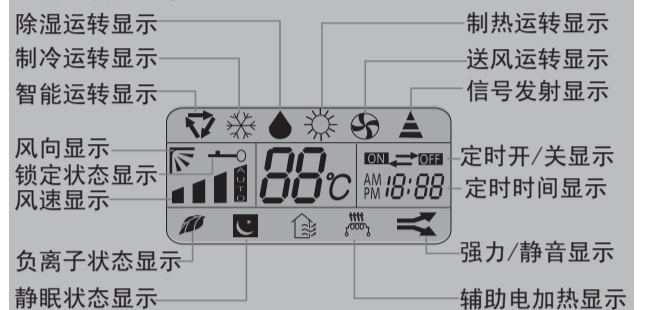 除湿运转显示
制冷运转显示
智能运转显示
制热运转显示
送风运转显示
信号发射显示
风向显示
锁定状态显示
风速显示
AUTO
88℃
ON OFF
AM
PM 18:88
定时开/关显示
定时时间显示
负离子状态显示
静眠状态显示
强力/静音显示
辅助电加热显示